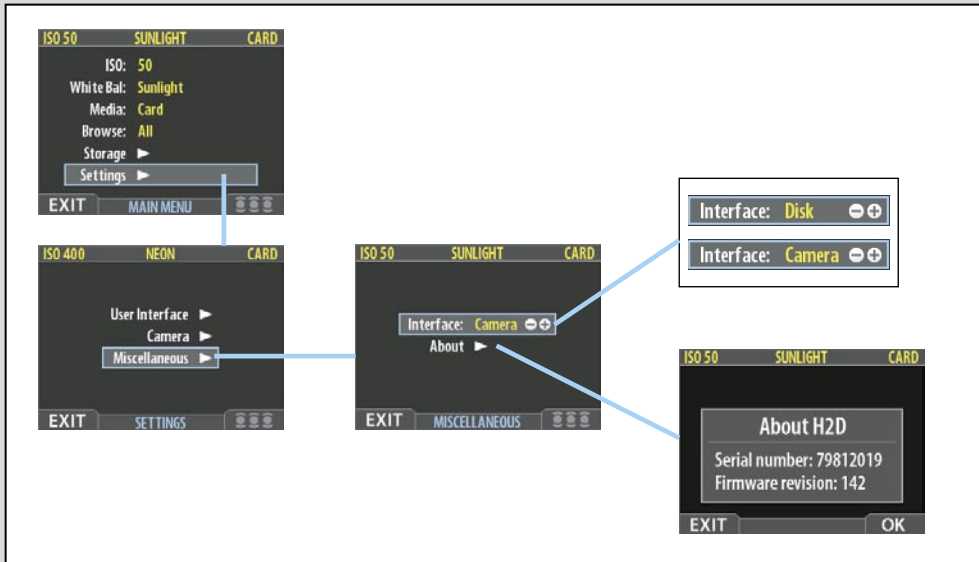 ISO 50 SUNLIGHT CARD
ISO: 50
White Bal: Sunlight
Media: Card
Browse: All
Storage
Settings
EXIT MAIN MENU
ISO 400 NEON CARD
User Interface
Camera
Miscellaneous
EXIT SETTINGS
ISO 50 SUNLIGHT CARD
Interface: Camera
About
EXIT MISCELLANEOUS
Interface: Disk
Interface: Camera
ISO 50 SUNLIGHT CARD
About H2D
Serial number: 79812019
Firmware revision: 142
EXIT OK